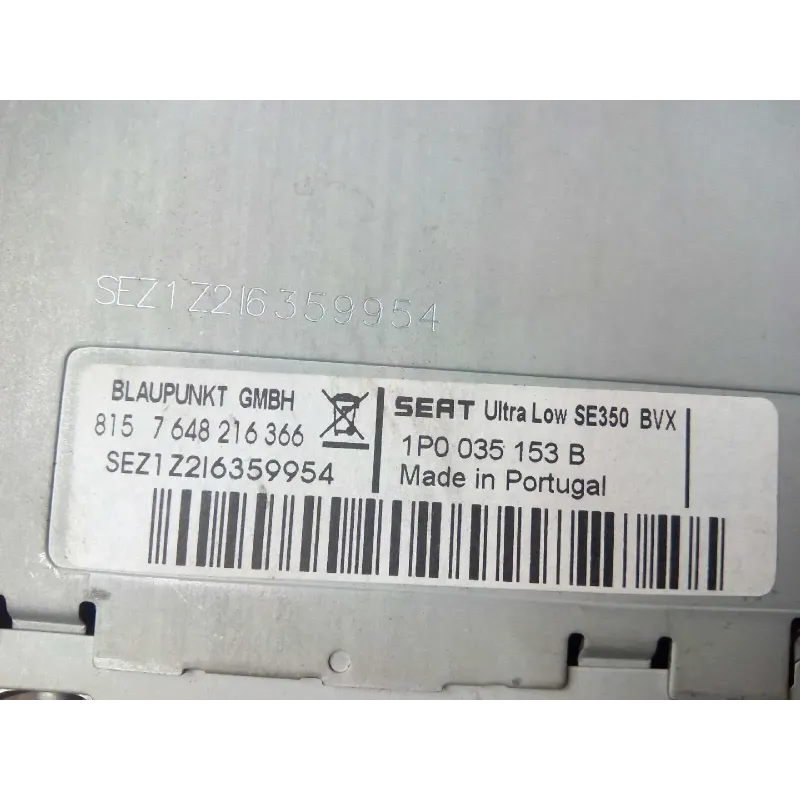 SEZ1Z2I6359954
BLAUPUNKT GMBH
815 7 648 216 366
SEZ1Z2I6359954
SEAT Ultra Low SE350 BVX
1P0 035 153 B
Made in Portugal